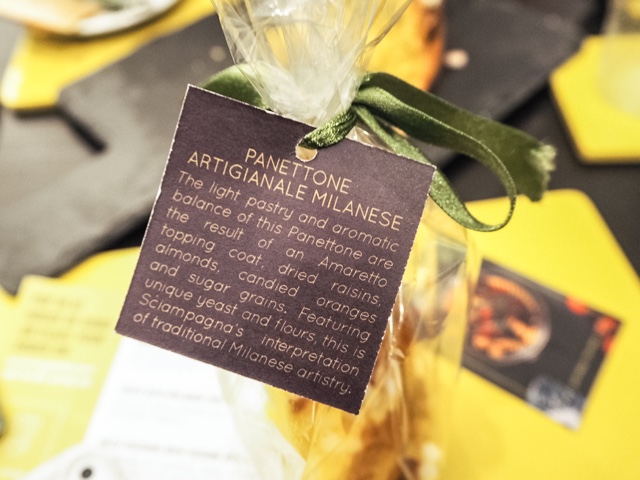 PANETTONE
ARTIGIANALE MILANESE
The light pastry and aromatic
balance of this Panettone are
the result of an Amaretto
topping coat, dried raisins,
almonds, candied oranges
and sugar grains. Featuring
unique yeast and flours, this is
Sciampagna's interpretation
of traditional Milanese artistry.